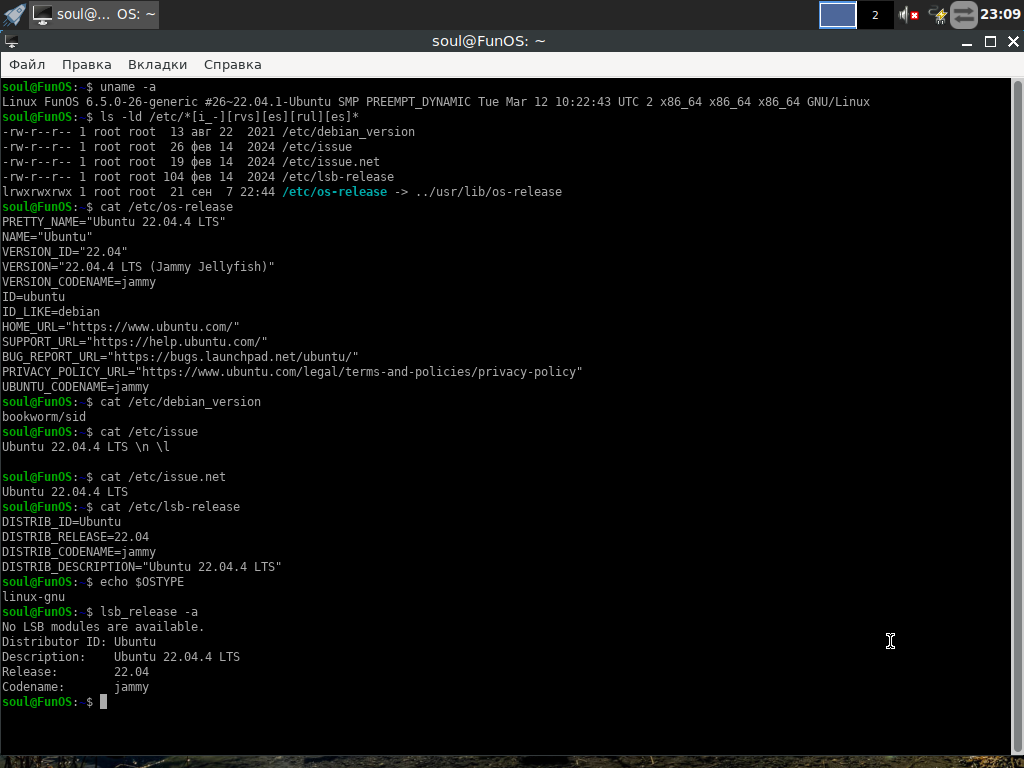 soul@... OS: ~
2
23:09
soul@FunOS: ~
Файл Правка Вкладки Справка
soul@FunOS:~$ uname -a
Linux FunOS 6.5.0-26-generic #26~22.04.1-Ubuntu SMP PREEMPT_DYNAMIC Tue Mar 12 10:22:43 UTC 2 x86_64 x86_64 x86_64 GNU/Linux
soul@FunOS:~$ ls -ld /etc/*[i_-][rvs][es][rul][es]*
-rw-r--r-- 1 root root  13 авг 22  2021 /etc/debian_version
-rw-r--r-- 1 root root  26 фев 14  2024 /etc/issue
-rw-r--r-- 1 root root  19 фев 14  2024 /etc/issue.net
-rw-r--r-- 1 root root 104 фев 14  2024 /etc/lsb-release
lrwxrwxrwx 1 root root  21 сен  7 22:44 /etc/os-release -> ../usr/lib/os-release
soul@FunOS:~$ cat /etc/os-release
PRETTY_NAME="Ubuntu 22.04.4 LTS"
NAME="Ubuntu"
VERSION_ID="22.04"
VERSION="22.04.4 LTS (Jammy Jellyfish)"
VERSION_CODENAME=jammy
ID=ubuntu
ID_LIKE=debian
HOME_URL="https://www.ubuntu.com/"
SUPPORT_URL="https://help.ubuntu.com/"
BUG_REPORT_URL="https://bugs.launchpad.net/ubuntu/"
PRIVACY_POLICY_URL="https://www.ubuntu.com/legal/terms-and-policies/privacy-policy"
UBUNTU_CODENAME=jammy
soul@FunOS:~$ cat /etc/debian_version
bookworm/sid
soul@FunOS:~$ cat /etc/issue
Ubuntu 22.04.4 LTS \n \l
soul@FunOS:~$ cat /etc/issue.net
Ubuntu 22.04.4 LTS
soul@FunOS:~$ cat /etc/lsb-release
DISTRIB_ID=Ubuntu
DISTRIB_RELEASE=22.04
DISTRIB_CODENAME=jammy
DISTRIB_DESCRIPTION="Ubuntu 22.04.4 LTS"
soul@FunOS:~$ echo $OSTYPE
linux-gnu
soul@FunOS:~$ lsb_release -a
No LSB modules are available.
Distributor ID: Ubuntu
Description:    Ubuntu 22.04.4 LTS
Release:        22.04
Codename:       jammy
soul@FunOS:~$